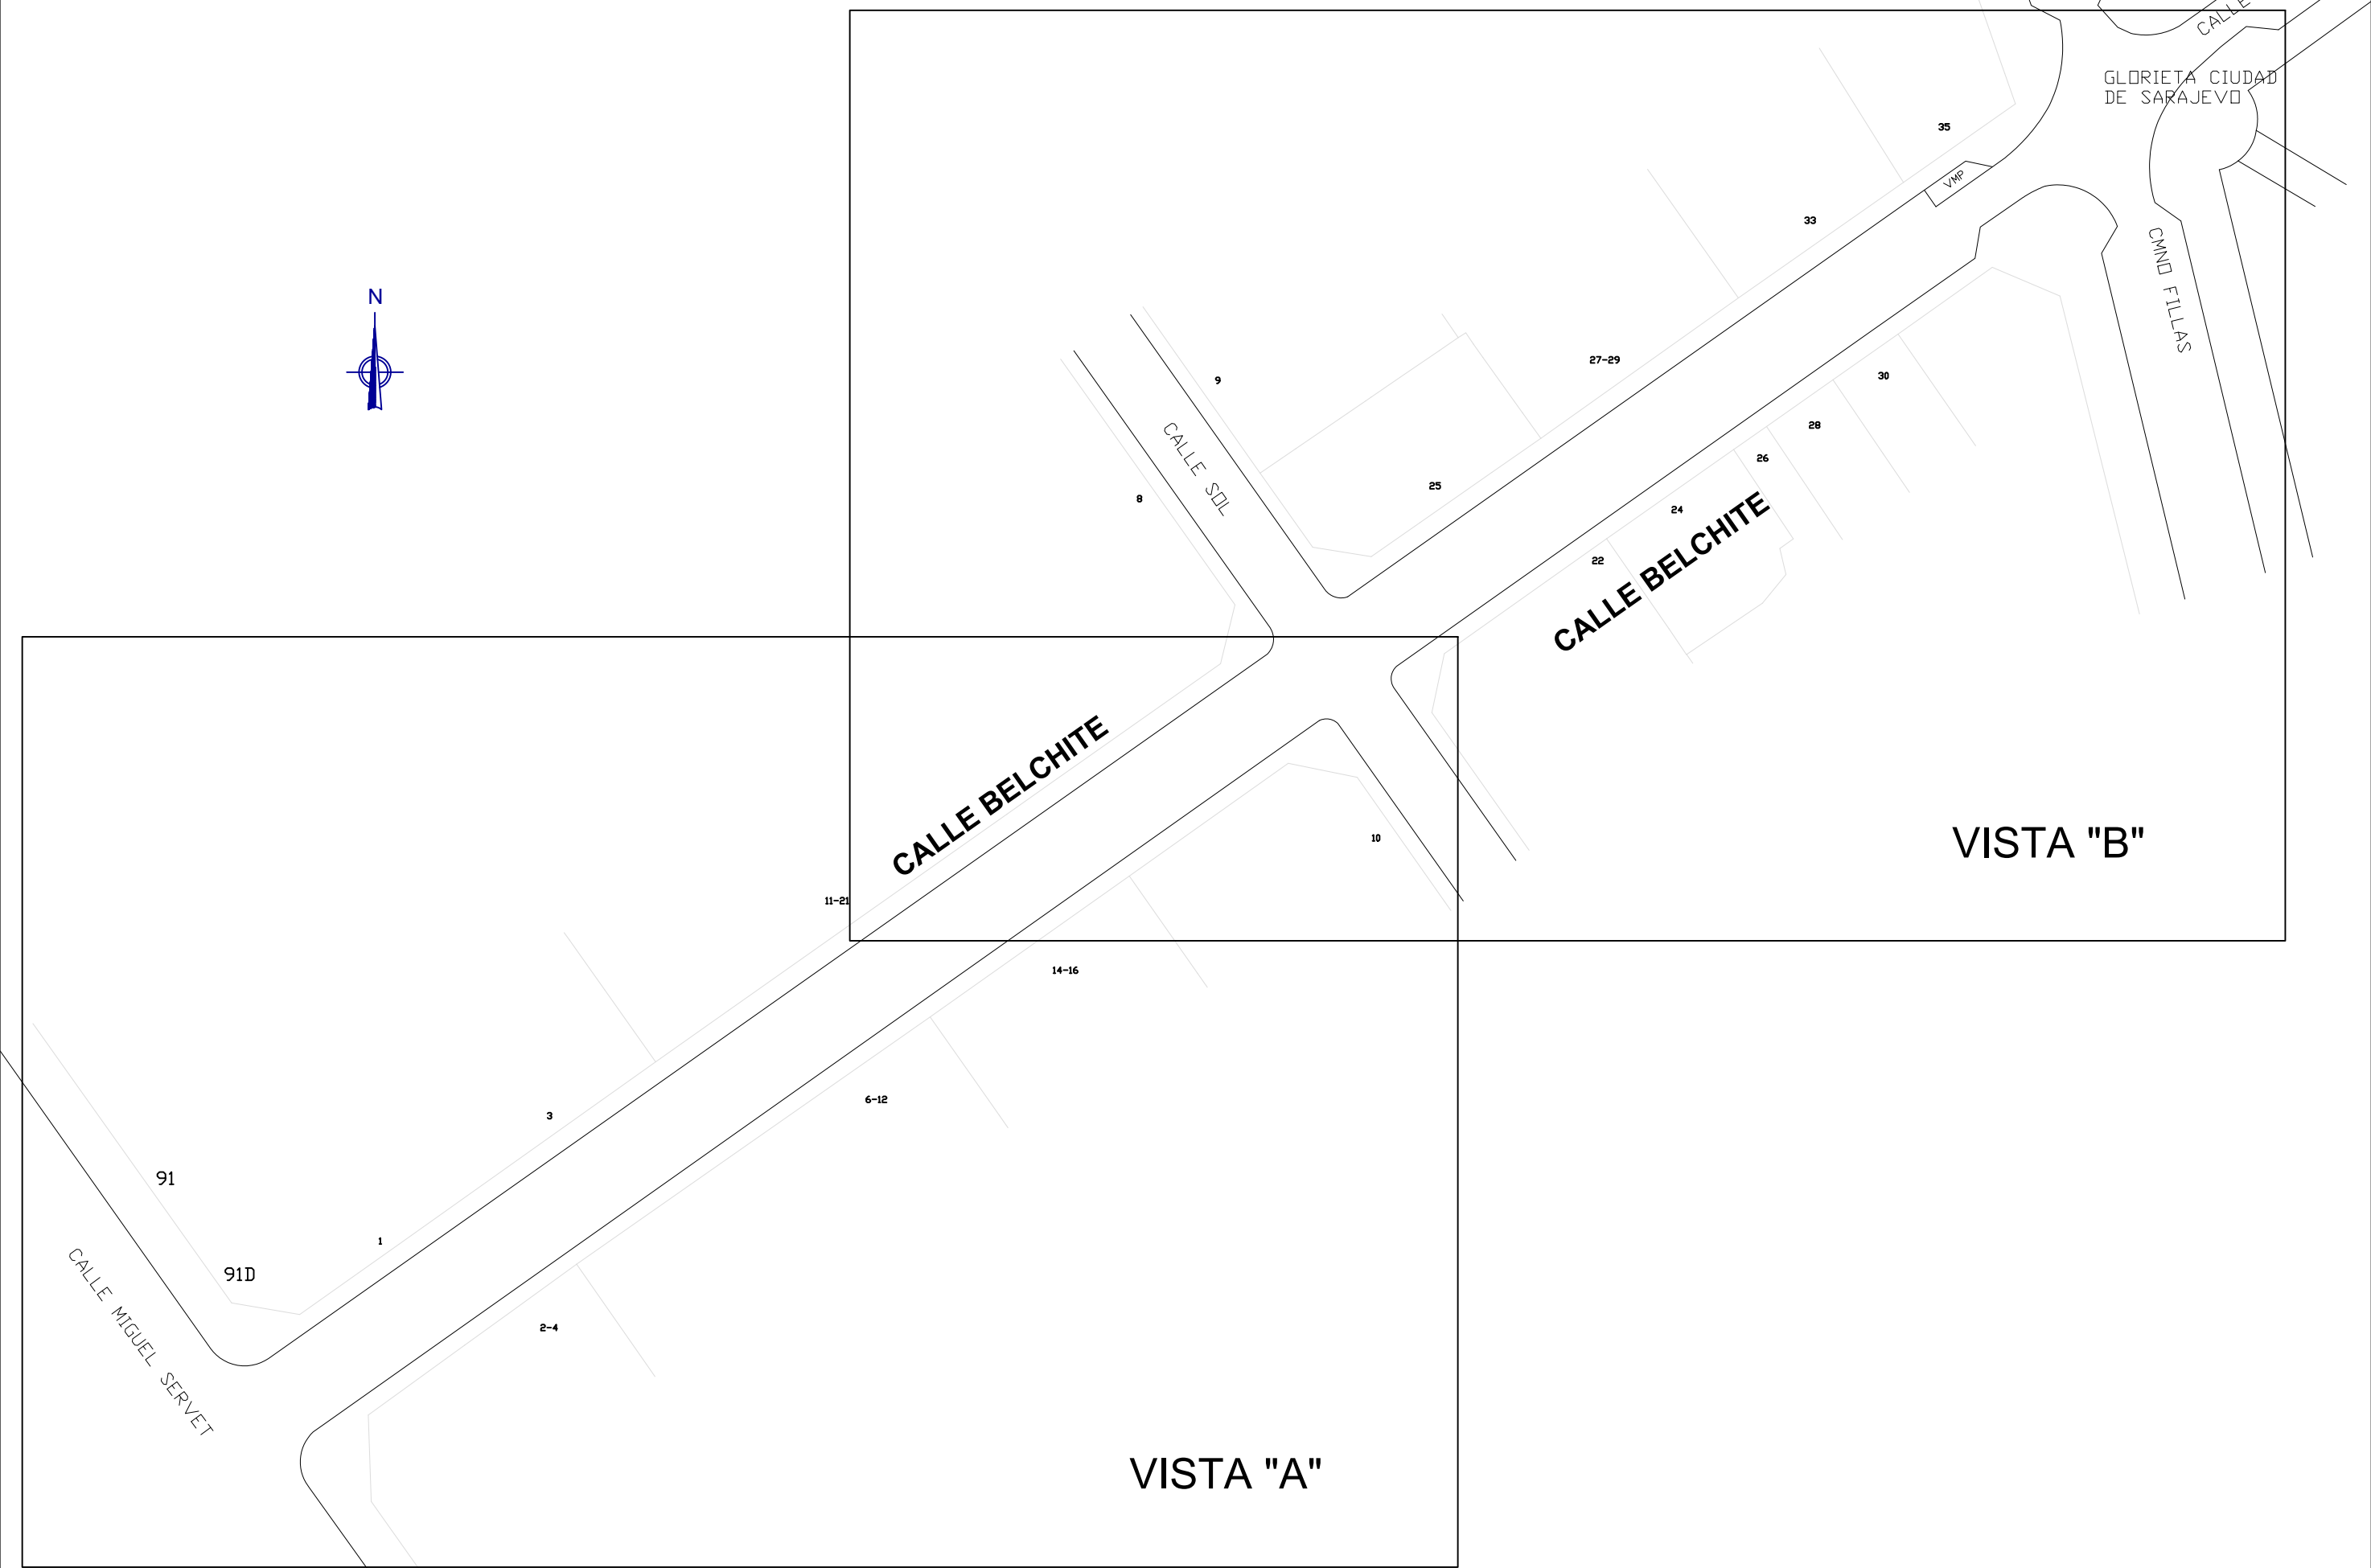 CALLE
GLORIETA CIUDAD
DE SARAJEVO
35
VMP
33
CMNO FILLAS
N
27-29
30
9
28
26
CALLE SOL
25
8
24
CALLE BELCHITE
22
CALLE BELCHITE
10
VISTA "B"
11-21
14-16
6-12
3
91
1
91D
CALLE MIGUEL SERVET
2-4
VISTA "A"